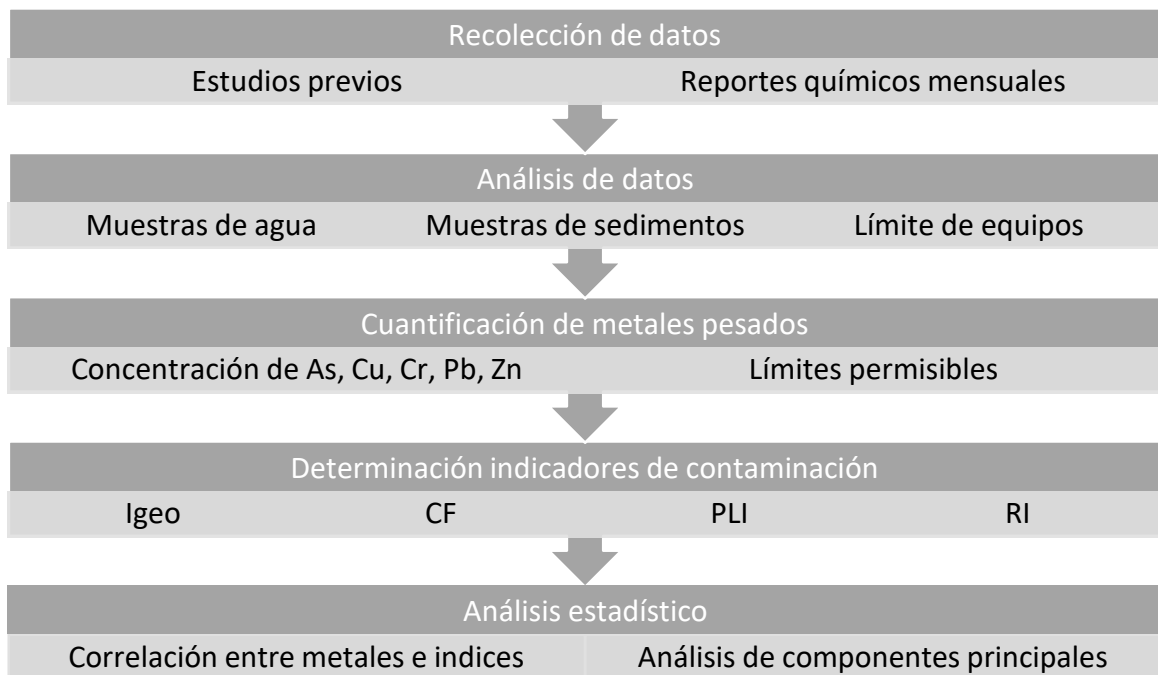 Recolección de datos
Estudios previos Reportes químicos mensuales
Análisis de datos
Muestras de agua Muestras de sedimentos Límite de equipos
Cuantificación de metales pesados
Concentración de As, Cu, Cr, Pb, Zn Límites permisibles
Determinación indicadores de contaminación
Igeo CF PLI RI
Análisis estadístico
Correlación entre metales e indices Análisis de componentes principales